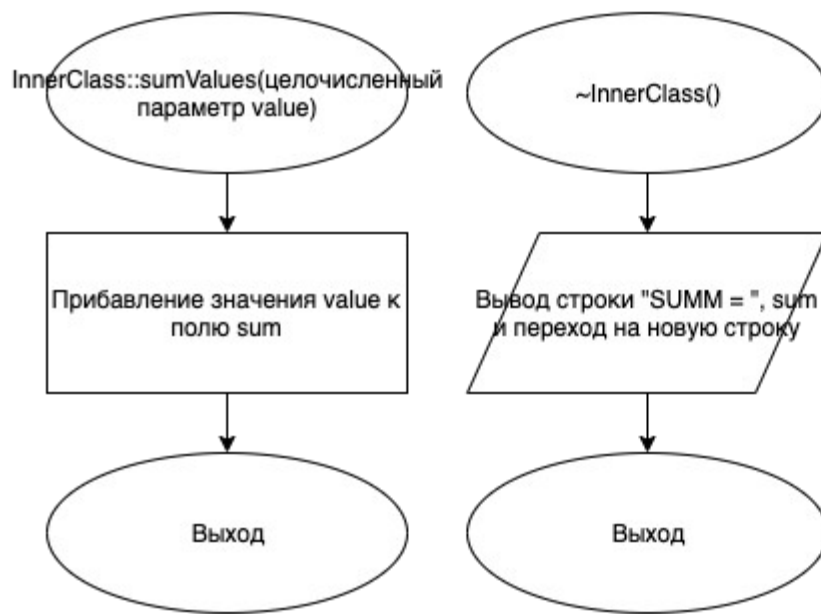 InnerClass::sumValues(целочисленный
параметр value)
Прибавление значения value к
полю sum
Выход
~InnerClass()
Вывод строки "SUMM = ", sum
и переход на новую строку
Выход